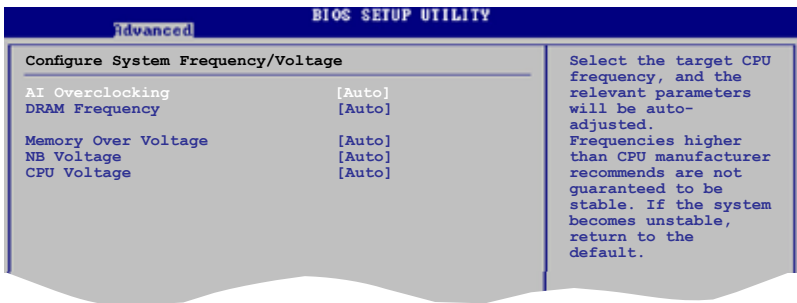 BIOS SETUP UTILITY
Advanced
Configure System Frequency/Voltage
AI Overclocking [Auto]
DRAM Frequency [Auto]
Memory Over Voltage [Auto]
NB Voltage [Auto]
CPU Voltage [Auto]
Select the target CPU
frequency, and the
relevant parameters
will be auto-
adjusted.
Frequencies higher
than CPU manufacturer
recommends are not
guaranteed to be
stable. If the system
becomes unstable,
return to the
default.